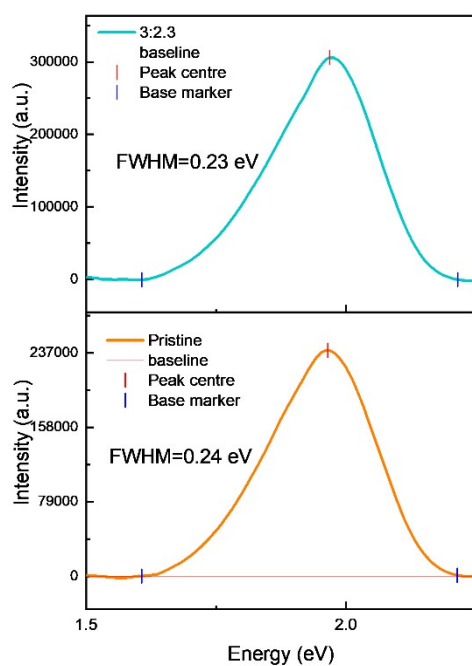 3:2.3
baseline
Peak centre
Base marker
FWHM=0.23 eV
Intensity (a.u.)
300000
200000
100000
0
Pristine
baseline
Peak centre
Base marker
FWHM=0.24 eV
Intensity (a.u.)
237000
158000
79000
0
1.5
2.0
Energy (eV)